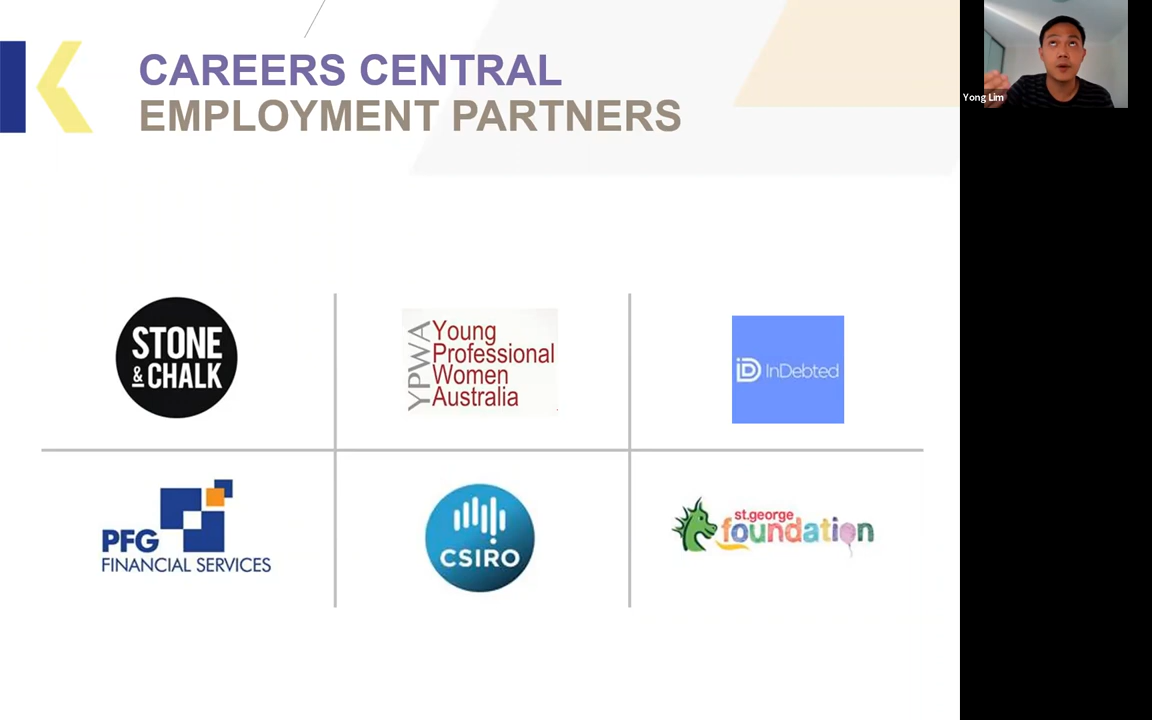 CAREERS CENTRAL
EMPLOYMENT PARTNERS
Yong Lim
STONE
& CHALK
YPWA
Young
Professional
Women
Australia
iD InDebted
PFG
FINANCIAL SERVICES
CSIRO
st.george
foundation